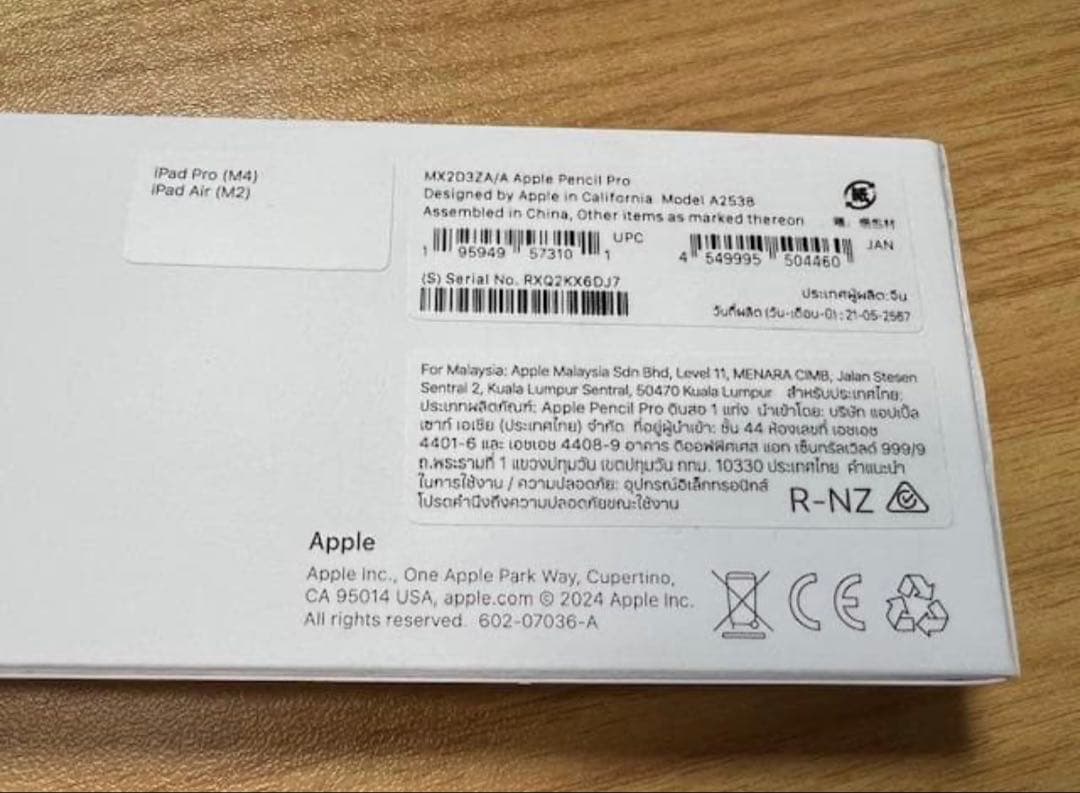 iPad Pro (M4)
iPad Air (M2)
MX2D3ZA/A Apple Pencil Pro
Designed by Apple in California Model A2538
Assembled in China, Other items as marked thereon
1 95949 57310 1 UPC
4 549995 504460 JAN
(S) Serial No. RXQ2KX6DJ7
ประเทศผู้ผลิต:จีน
วันที่ผลิต (วัน-เดือน-ปี) : 21-05-2567
For Malaysia: Apple Malaysia Sdn Bhd, Level 11, MENARA CIMB, Jalan Stesen
Sentral 2, Kuala Lumpur Sentral, 50470 Kuala Lumpur สำหรับประเทศไทย:
ประเภทผลิตภัณฑ์: Apple Pencil Pro ดินสอ 1 แท่ง นำเข้าโดย: บริษัท แอปเปิ้ล
เซาท์ เอเชีย (ประเทศไทย) จำกัด ที่อยู่ผู้นำเข้า: ชั้น 44 ห้องเลขที่ เอชเอช
4401-6 และ เอชเอช 4408-9 อาคาร ดิออฟฟิศเศส แอท เซ็นทรัลเวิลด์ 999/9
ถ.พระรามที่ 1 แขวงปทุมวัน เขตปทุมวัน กทม. 10330 ประเทศไทย คำแนะนำ
ในการใช้งาน / ความปลอดภัย: อุปกรณ์อิเล็กทรอนิกส์
โปรดคำนึงถึงความปลอดภัยขณะใช้งาน
R-NZ
Apple
Apple Inc., One Apple Park Way, Cupertino,
CA 95014 USA, apple.com © 2024 Apple Inc.
All rights reserved. 602-07036-A
CE